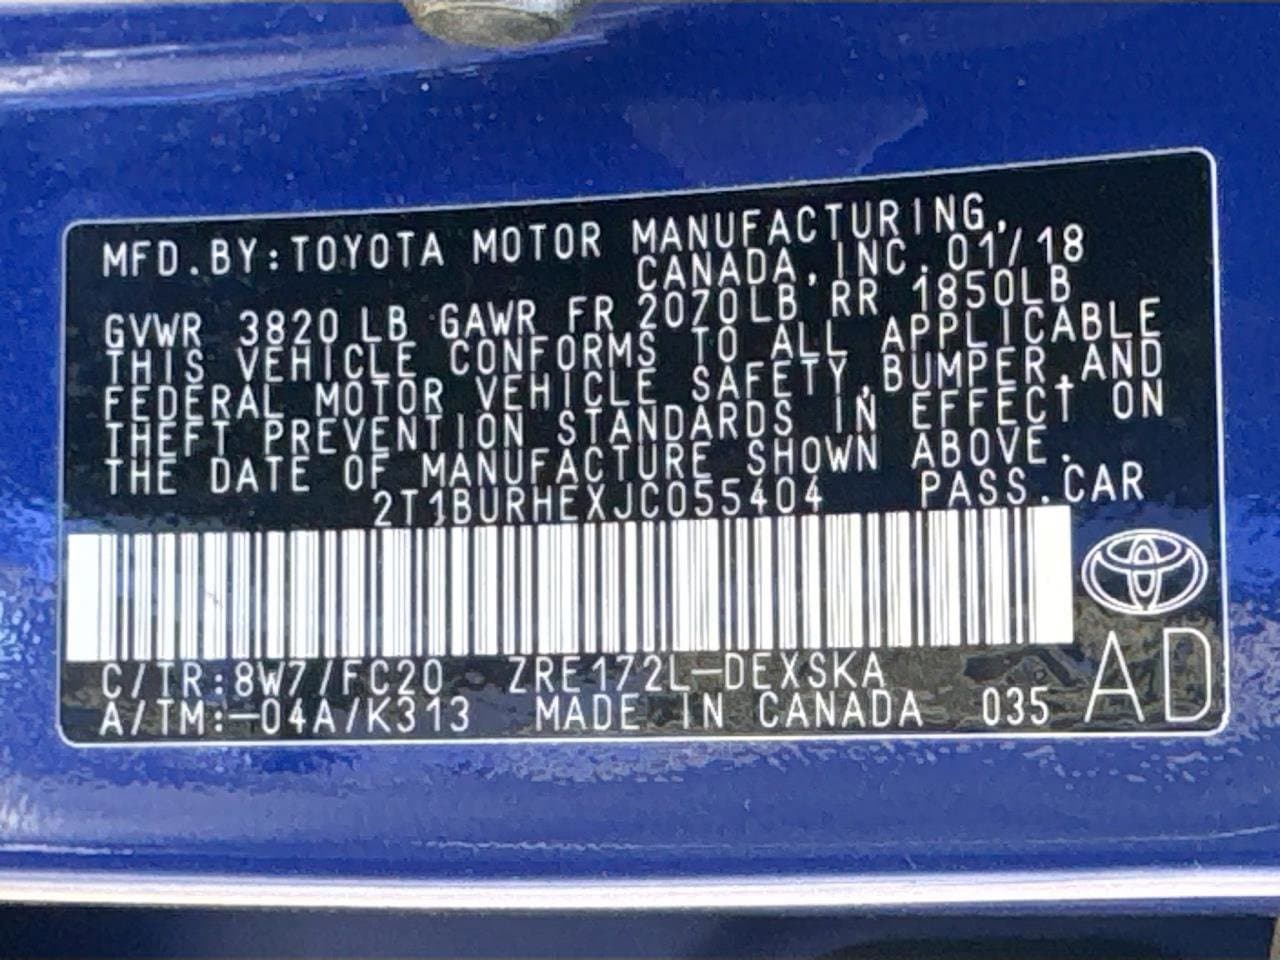 MFD.BY:TOYOTA MOTOR MANUFACTURING,
CANADA,INC.01/18
GVWR 3820 LB GAWR FR 2070LB RR 1850LB
THIS VEHICLE CONFORMS TO ALL APPLICABLE
FEDERAL MOTOR VEHICLE SAFETY,BUMPER,AND
THEFT PREVENTION STANDARDS IN EFFECT ON
THE DATE OF MANUFACTURE SHOWN ABOVE.
2T1BURHEXJC055404 PASS.CAR
C/TR:8W7/FC20 ZRE172L-DEXSKA
A/TM:-04A/K313 MADE IN CANADA 035 AD